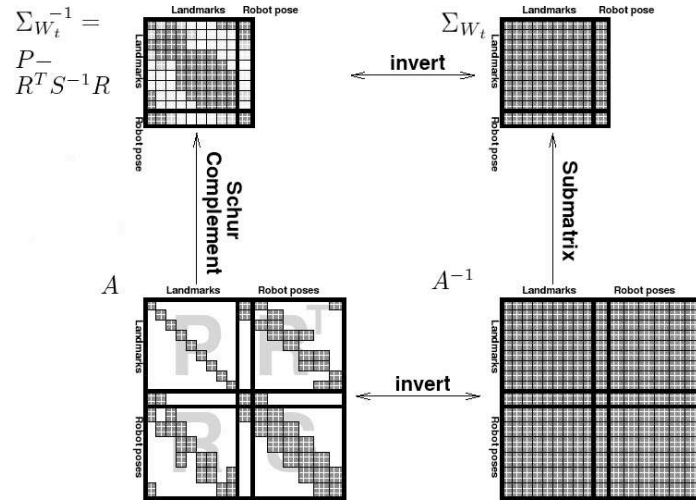 Landmarks Robot pose
Σ_{W_t}^{-1} =
P−
R^T S^{-1} R
Landmarks
Robot pose
invert
Σ_{W_t}
Landmarks Robot pose
Landmarks
Robot pose
Schur
Complement
Submatrix
A
Landmarks Robot poses
Landmarks
Robot poses
P R^T
R S
invert
A^{-1}
Landmarks Robot poses
Landmarks
Robot poses